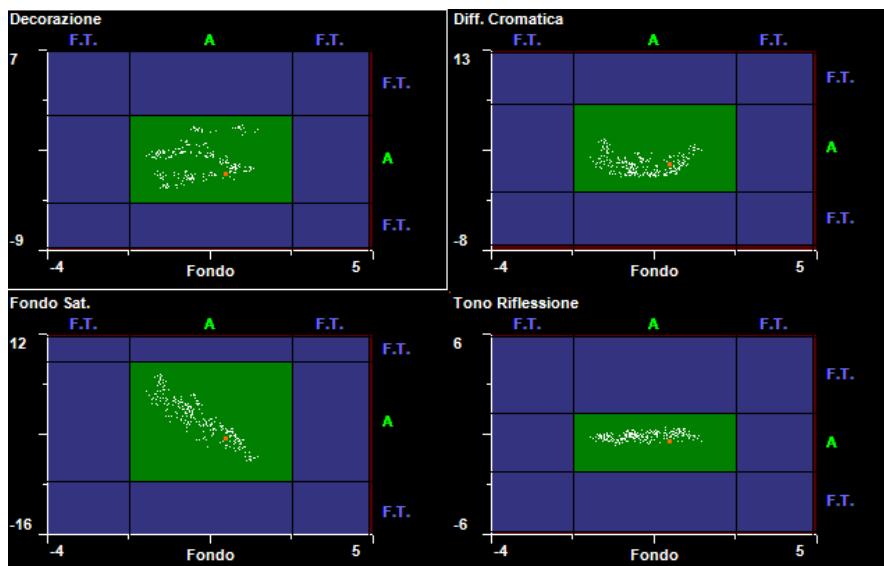 Decorazione
F.T. A F.T.
7
F.T.
A
F.T.
-9
-4 Fondo 5
Diff. Cromatica
F.T. A F.T.
13
F.T.
A
F.T.
-8
-4 Fondo 5
Fondo Sat.
F.T. A F.T.
12
F.T.
A
F.T.
-16
-4 Fondo 5
Tono Riflessione
F.T. A F.T.
6
F.T.
A
F.T.
-6
-4 Fondo 5